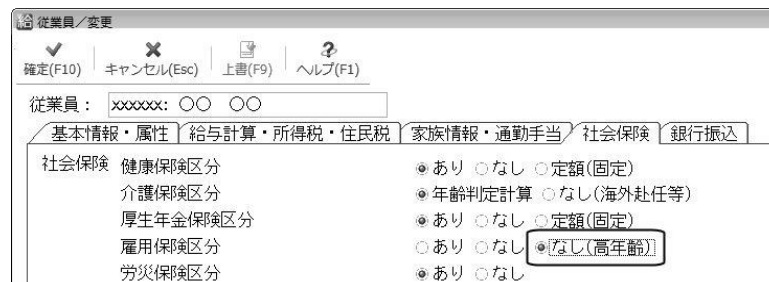 従業員／変更
確定(F10) キャンセル(Esc) 上書(F9) ヘルプ(F1)
従業員： xxxxxx: 〇〇 〇〇
基本情報・属性 給与計算・所得税・住民税 家族情報・通勤手当 社会保険 銀行振込
社会保険 健康保険区分 あり なし 定額(固定)
介護保険区分 年齢判定計算 なし(海外赴任等)
厚生年金保険区分 あり なし 定額(固定)
雇用保険区分 あり なし なし(高年齢)
労災保険区分 あり なし